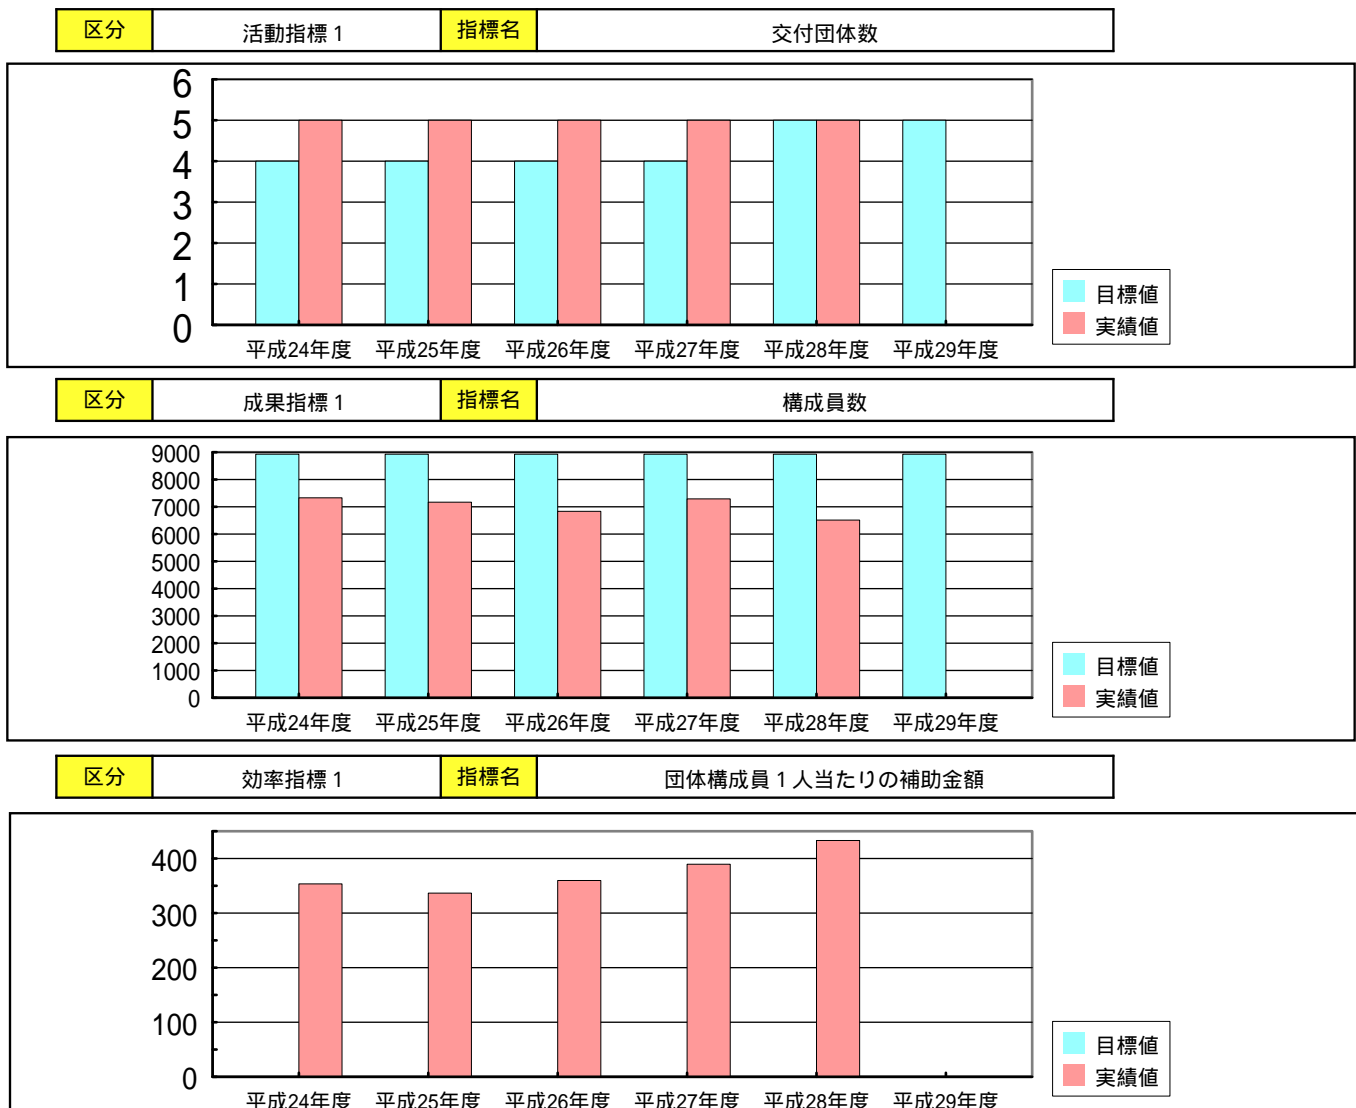 区分 活動指標１ 指標名 交付団体数
6
5
4
3
2
1
0
平成24年度 平成25年度 平成26年度 平成27年度 平成28年度 平成29年度
目標値
実績値
区分 成果指標１ 指標名 構成員数
9000
8000
7000
6000
5000
4000
3000
2000
1000
0
平成24年度 平成25年度 平成26年度 平成27年度 平成28年度 平成29年度
目標値
実績値
区分 効率指標１ 指標名 団体構成員１人当たりの補助金額
400
300
200
100
0
平成24年度 平成25年度 平成26年度 平成27年度 平成28年度 平成29年度
目標値
実績値